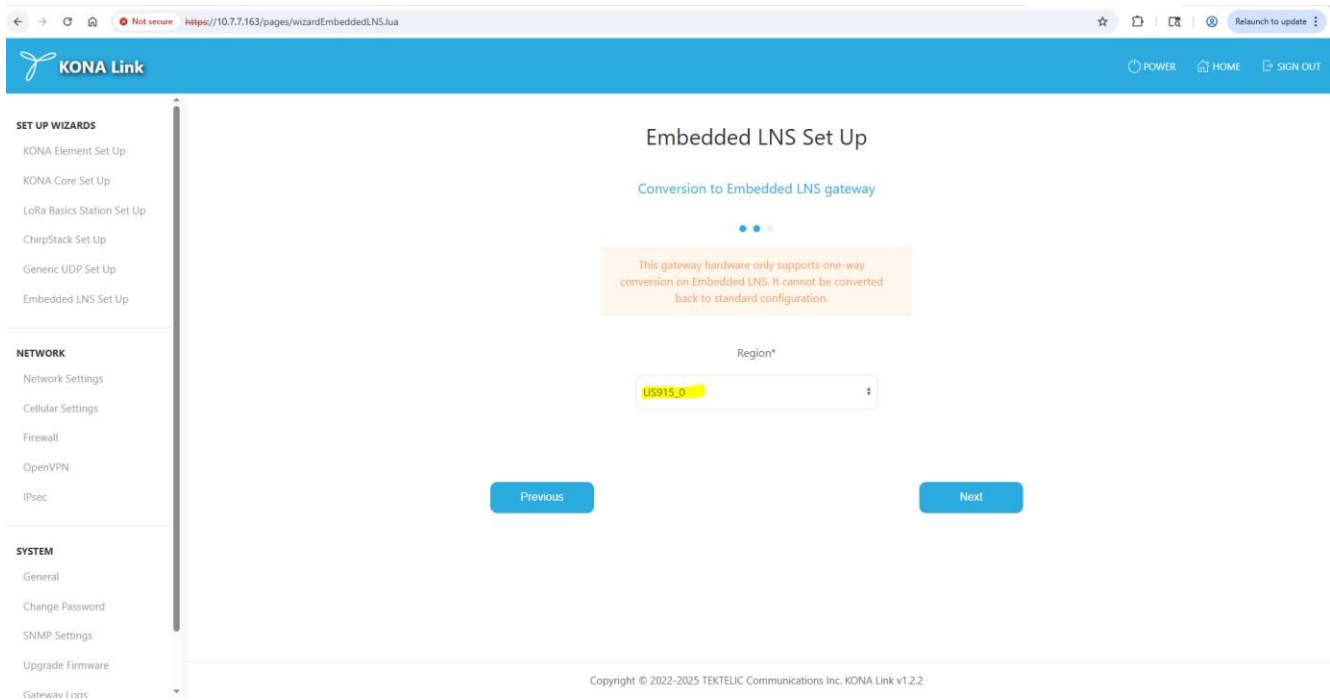 Not secure https://10.7.7.163/pages/wizardEmbeddedLNS.lua
Relaunch to update
KONA Link
POWER HOME SIGN OUT
SET UP WIZARDS
KONA Element Set Up
KONA Core Set Up
LoRa Basics Station Set Up
ChirpStack Set Up
Generic UDP Set Up
Embedded LNS Set Up
NETWORK
Network Settings
Cellular Settings
Firewall
OpenVPN
IPsec
SYSTEM
General
Change Password
SNMP Settings
Upgrade Firmware
Gateway Logs
Embedded LNS Set Up
Conversion to Embedded LNS gateway
This gateway hardware only supports one-way
conversion on Embedded LNS. It cannot be converted
back to standard configuration.
Region*
US915_0
Previous
Next
Copyright © 2022-2025 TEKTELIC Communications Inc. KONA Link v1.2.2